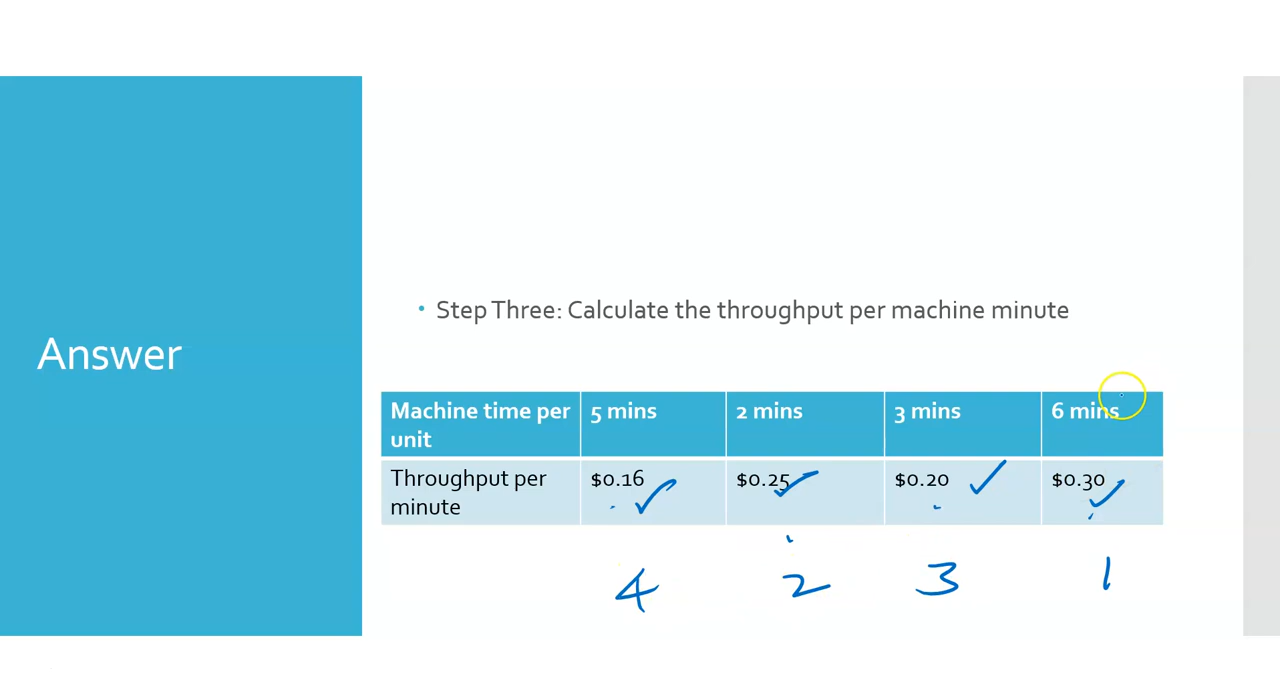 Answer
• Step Three: Calculate the throughput per machine minute
Machine time per unit 5 mins 2 mins 3 mins 6 mins
Throughput per minute $0.16 $0.25 $0.20 $0.30
4 2 3 1